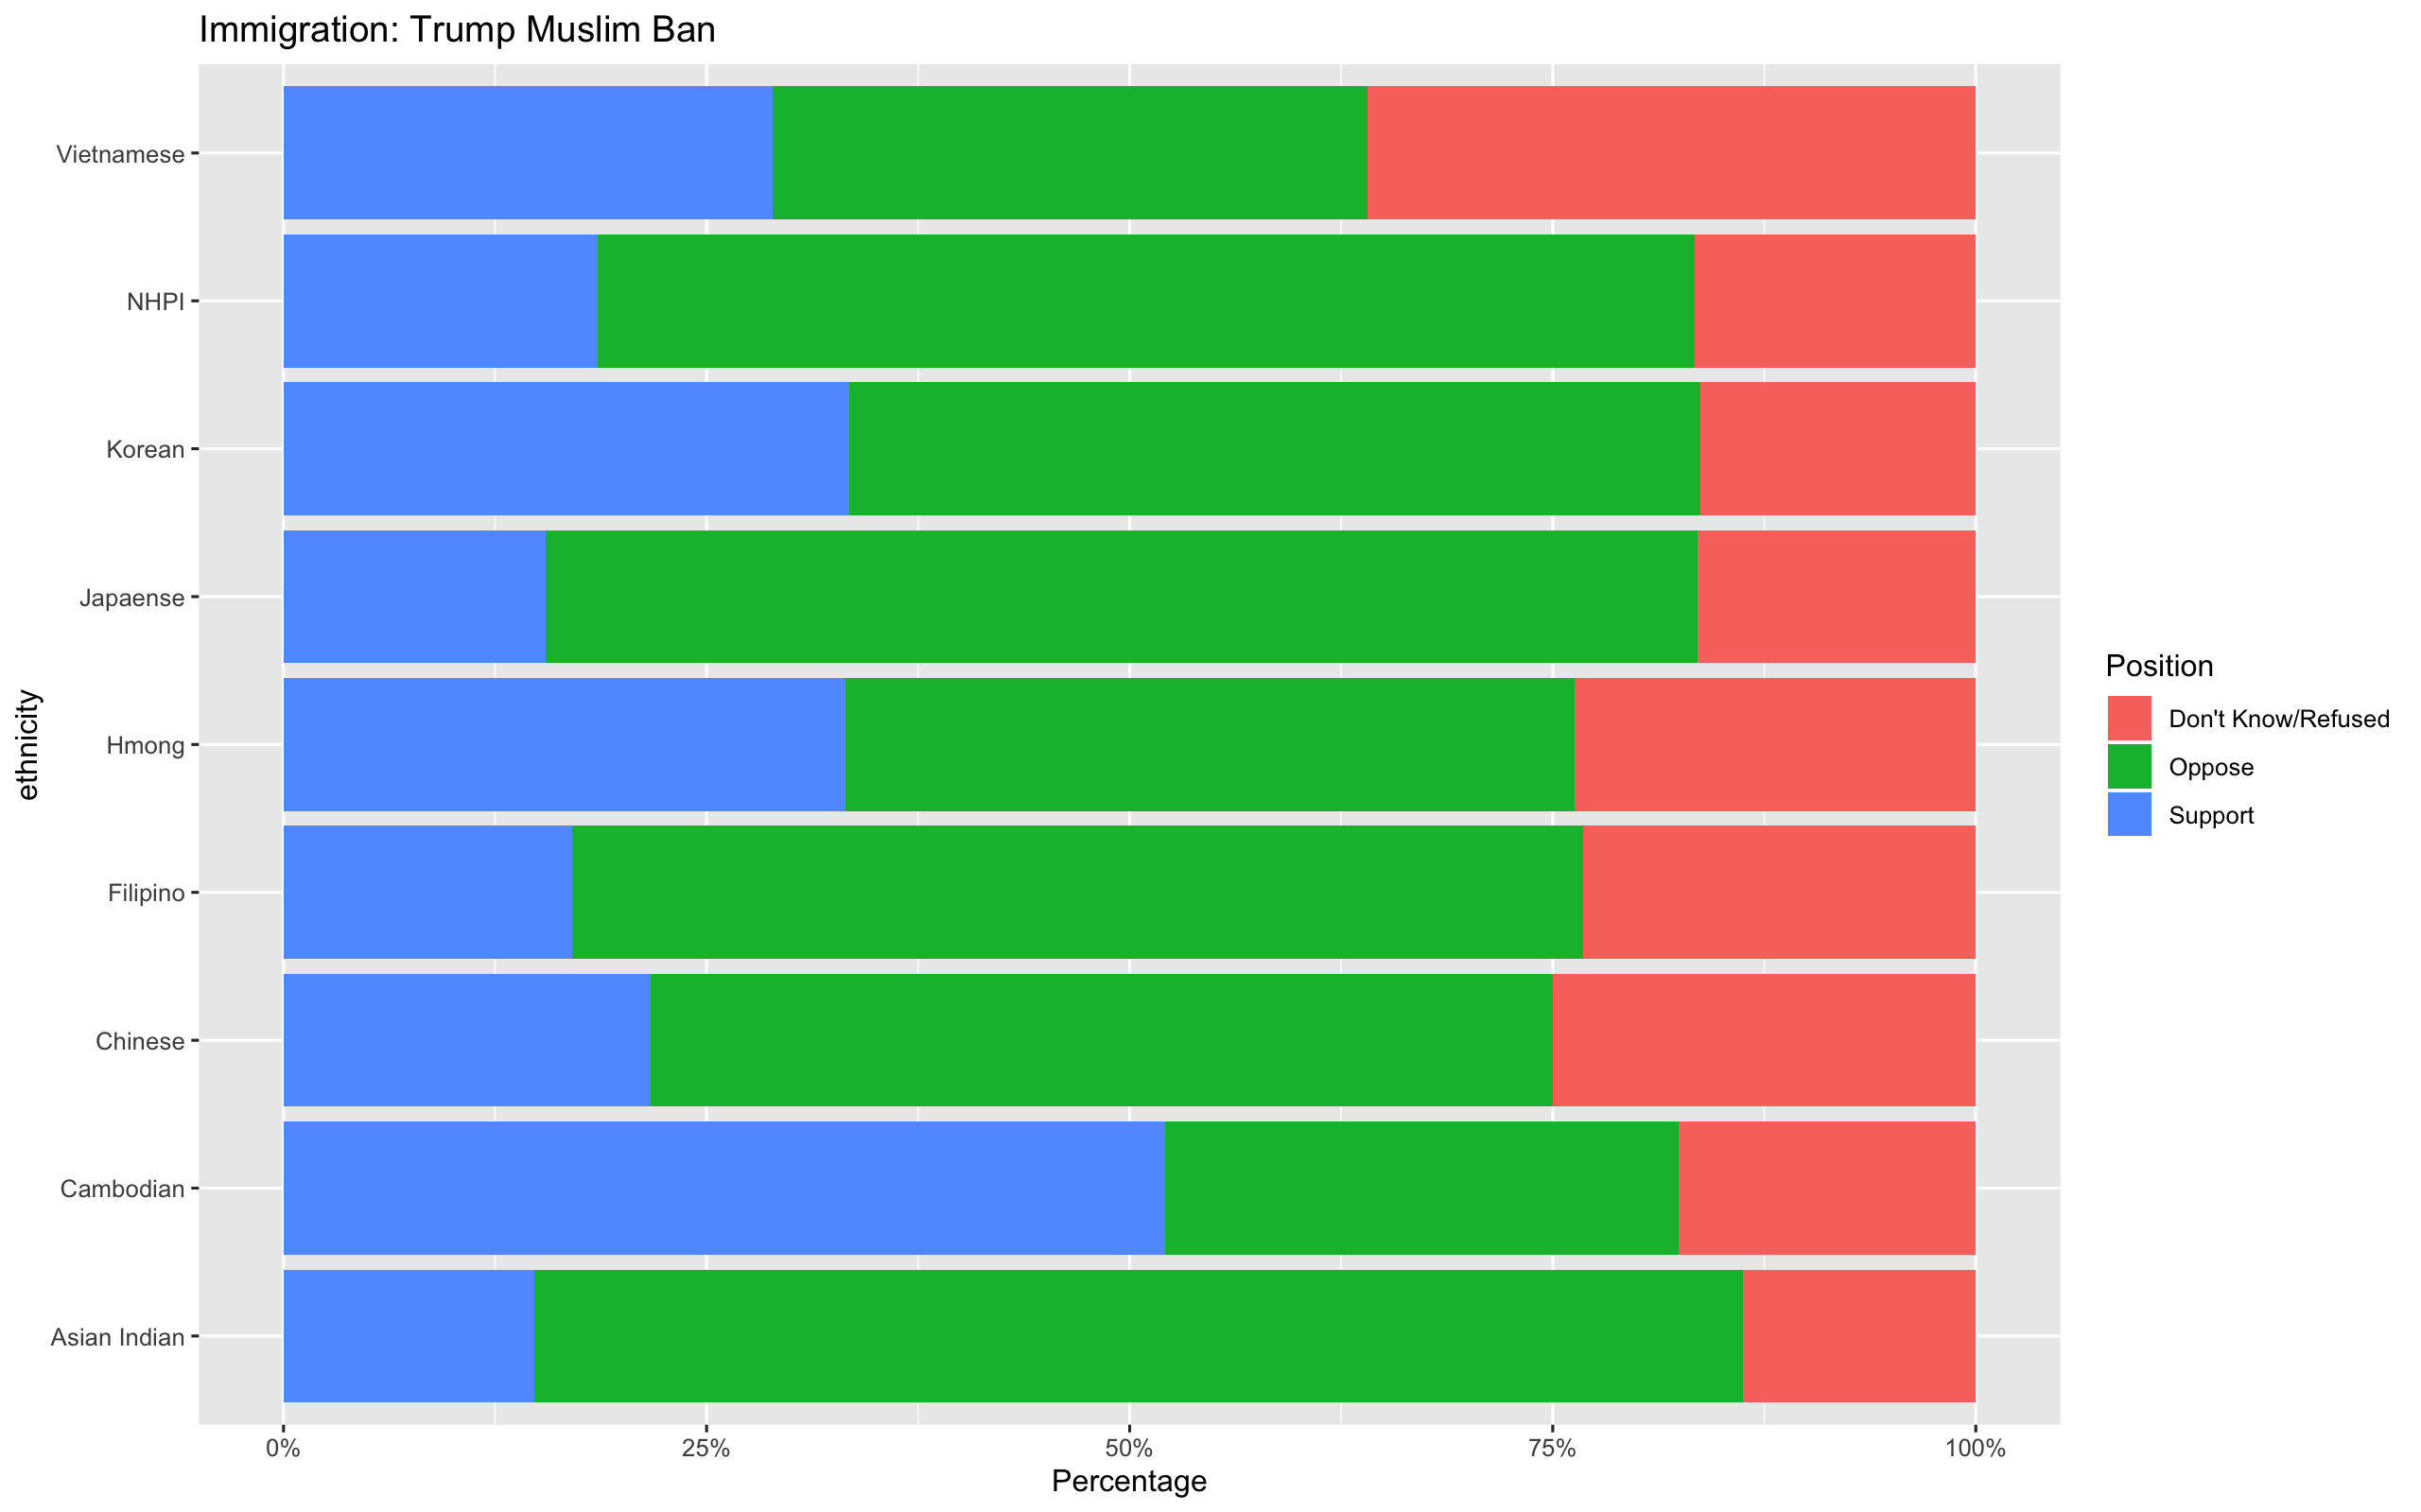 Immigration: Trump Muslim Ban
Vietnamese
NHPI
Korean
Japaense
Hmong
Filipino
Chinese
Cambodian
Asian Indian
ethnicity
0% 25% 50% 75% 100%
Percentage
Position
Don't Know/Refused
Oppose
Support